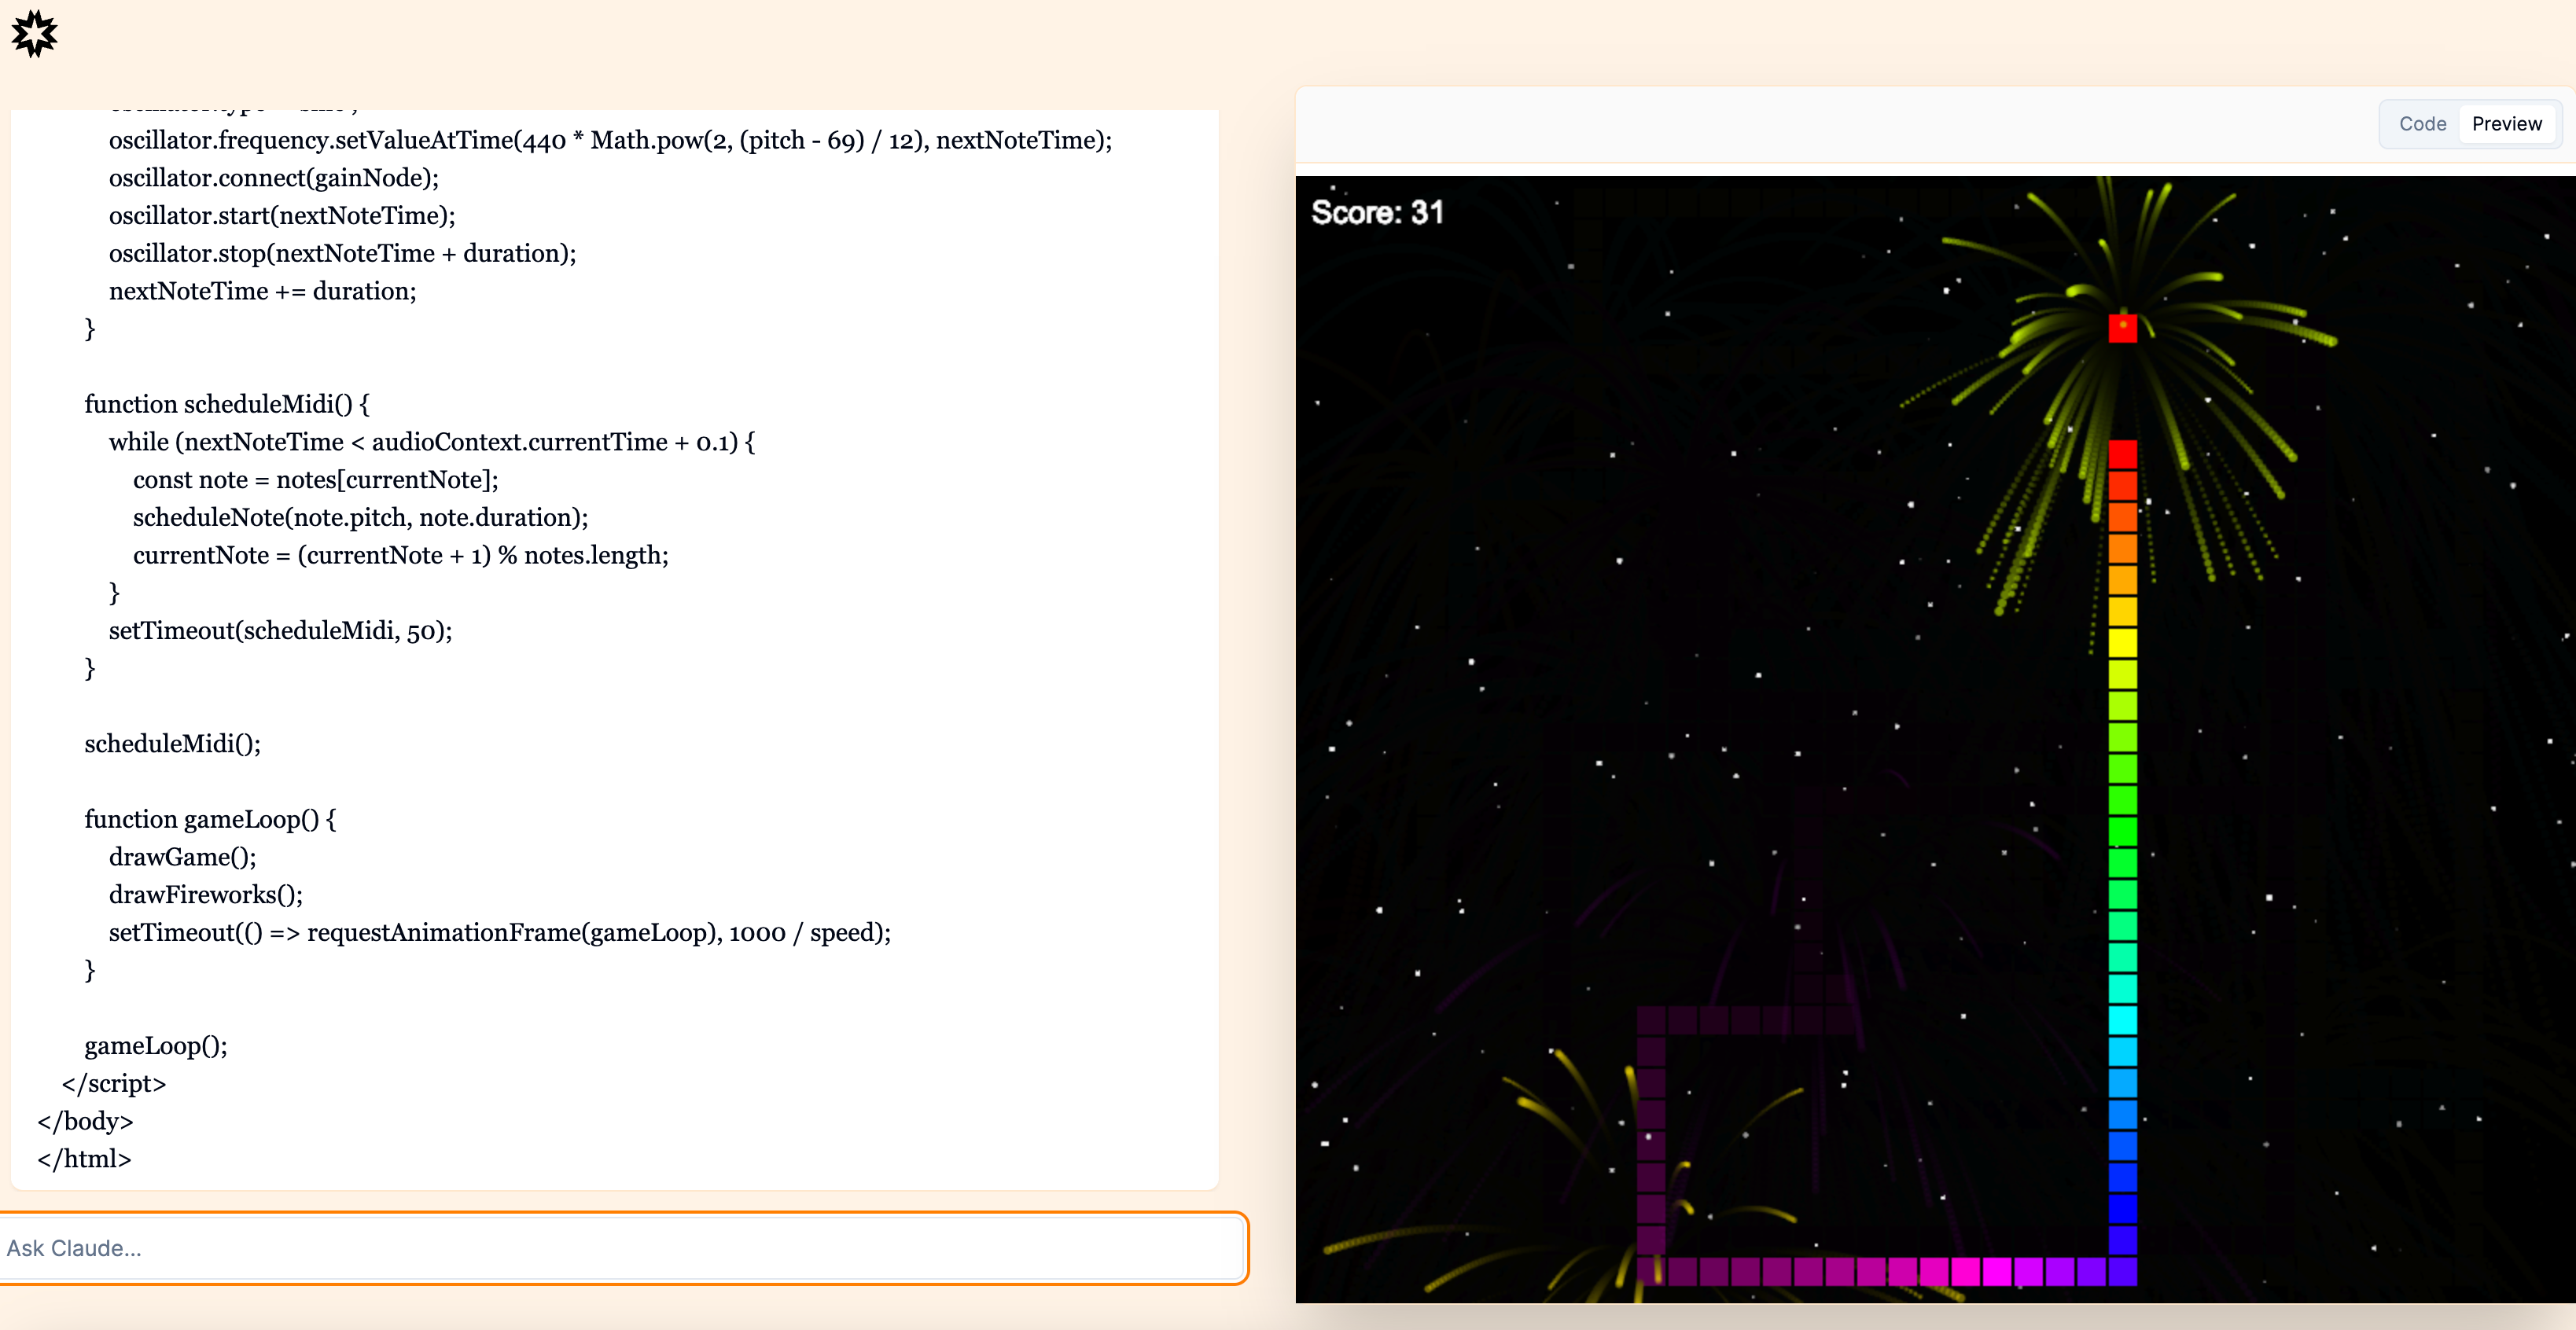 oscillator.frequency.setValueAtTime(440 * Math.pow(2, (pitch - 69) / 12), nextNoteTime);
oscillator.connect(gainNode);
oscillator.start(nextNoteTime);
oscillator.stop(nextNoteTime + duration);
nextNoteTime += duration;
}
function scheduleMidi() {
while (nextNoteTime < audioContext.currentTime + 0.1) {
const note = notes[currentNote];
scheduleNote(note.pitch, note.duration);
currentNote = (currentNote + 1) % notes.length;
}
setTimeout(scheduleMidi, 50);
}
scheduleMidi();
function gameLoop() {
drawGame();
drawFireworks();
setTimeout(() => requestAnimationFrame(gameLoop), 1000 / speed);
}
gameLoop();
</script>
</body>
</html>
Ask Claude...
Code
Preview
Score: 31